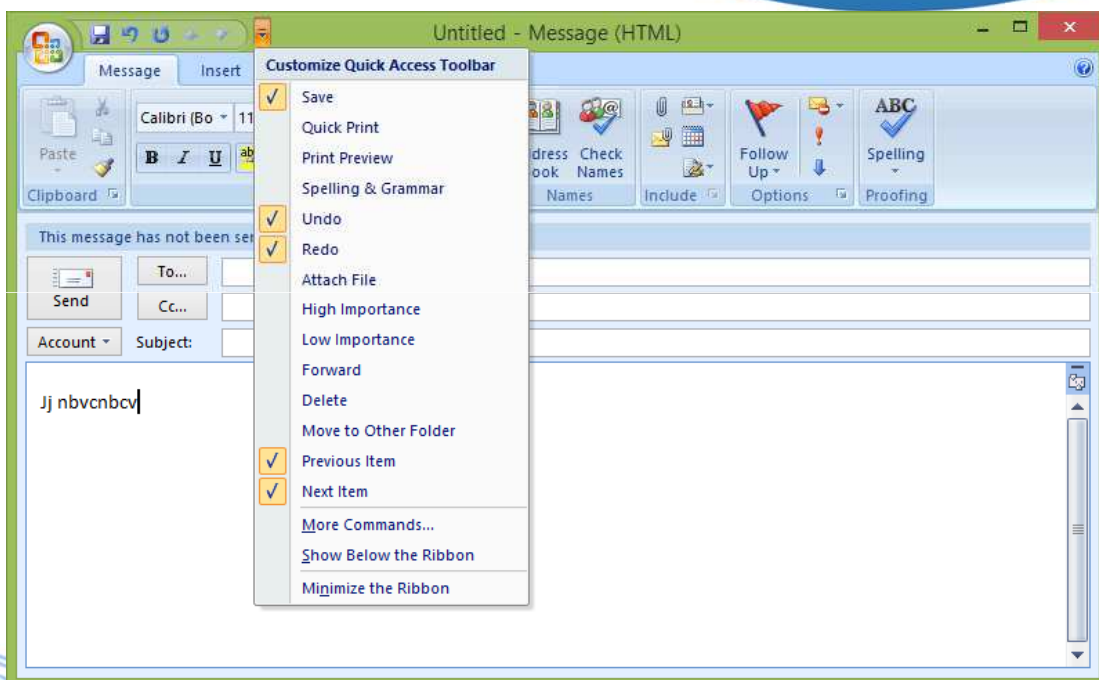 Untitled - Message (HTML)
Message Insert
Customize Quick Access Toolbar
Save
Quick Print
Print Preview
Spelling & Grammar
Undo
Redo
Attach File
High Importance
Low Importance
Forward
Delete
Move to Other Folder
Previous Item
Next Item
More Commands...
Show Below the Ribbon
Minimize the Ribbon
Paste
Clipboard
Calibri (Bo 11
B I U ab
dress Check
ook Names
Names
Include
Follow
Up
Options
ABC
Spelling
Proofing
This message has not been ser
Send
To...
Cc...
Account Subject:
Jj nbvcnbcv